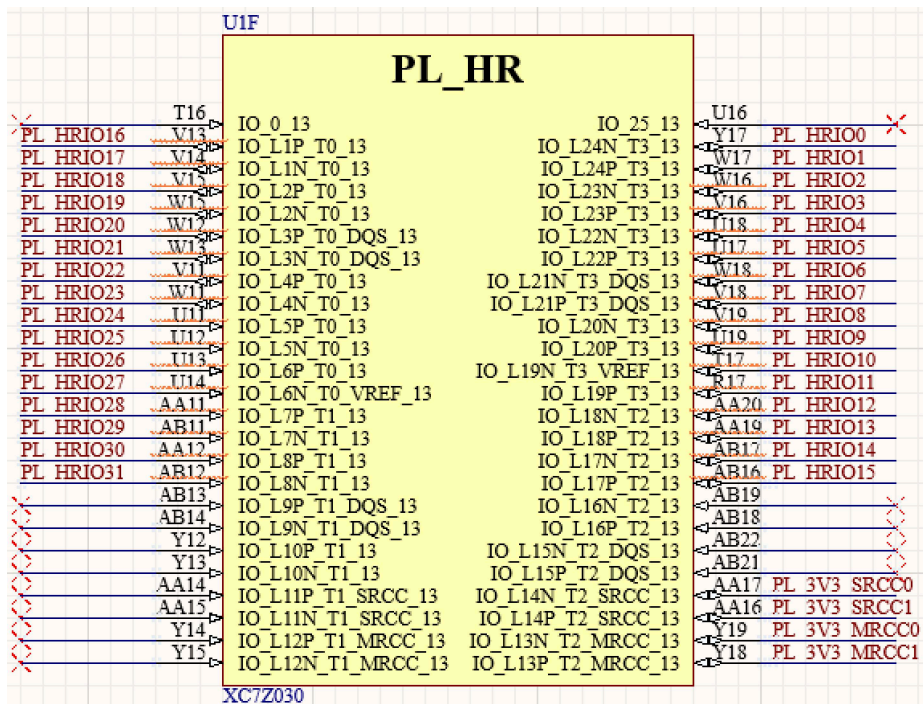 U1F
PL_HR
T16 IO_0_13 IO_25_13 U16
PL_HRIO16 V13 IO_L1P_T0_13 IO_L24N_T3_13 Y17 PL_HRIO0
PL_HRIO17 V14 IO_L1N_T0_13 IO_L24P_T3_13 W17 PL_HRIO1
PL_HRIO18 V15 IO_L2P_T0_13 IO_L23N_T3_13 W16 PL_HRIO2
PL_HRIO19 W15 IO_L2N_T0_13 IO_L23P_T3_13 V16 PL_HRIO3
PL_HRIO20 W12 IO_L3P_T0_DQS_13 IO_L22N_T3_13 U18 PL_HRIO4
PL_HRIO21 W13 IO_L3N_T0_DQS_13 IO_L22P_T3_13 U17 PL_HRIO5
PL_HRIO22 V11 IO_L4P_T0_13 IO_L21N_T3_DQS_13 W18 PL_HRIO6
PL_HRIO23 W11 IO_L4N_T0_13 IO_L21P_T3_DQS_13 V18 PL_HRIO7
PL_HRIO24 U11 IO_L5P_T0_13 IO_L20N_T3_13 V19 PL_HRIO8
PL_HRIO25 U12 IO_L5N_T0_13 IO_L20P_T3_13 U19 PL_HRIO9
PL_HRIO26 U13 IO_L6P_T0_13 IO_L19N_T3_VREF_13 T17 PL_HRIO10
PL_HRIO27 U14 IO_L6N_T0_VREF_13 IO_L19P_T3_13 R17 PL_HRIO11
PL_HRIO28 AA11 IO_L7P_T1_13 IO_L18N_T2_13 AA20 PL_HRIO12
PL_HRIO29 AB11 IO_L7N_T1_13 IO_L18P_T2_13 AA19 PL_HRIO13
PL_HRIO30 AA12 IO_L8P_T1_13 IO_L17N_T2_13 AB17 PL_HRIO14
PL_HRIO31 AB12 IO_L8N_T1_13 IO_L17P_T2_13 AB16 PL_HRIO15
AB13 IO_L9P_T1_DQS_13 IO_L16N_T2_13 AB19
AB14 IO_L9N_T1_DQS_13 IO_L16P_T2_13 AB18
Y12 IO_L10P_T1_13 IO_L15N_T2_DQS_13 AB22
Y13 IO_L10N_T1_13 IO_L15P_T2_DQS_13 AB21
AA14 IO_L11P_T1_SRCC_13 IO_L14N_T2_SRCC_13 AA17 PL_3V3_SRCC0
AA15 IO_L11N_T1_SRCC_13 IO_L14P_T2_SRCC_13 AA16 PL_3V3_SRCC1
Y14 IO_L12P_T1_MRCC_13 IO_L13N_T2_MRCC_13 Y19 PL_3V3_MRCC0
Y15 IO_L12N_T1_MRCC_13 IO_L13P_T2_MRCC_13 Y18 PL_3V3_MRCC1
XC7Z030